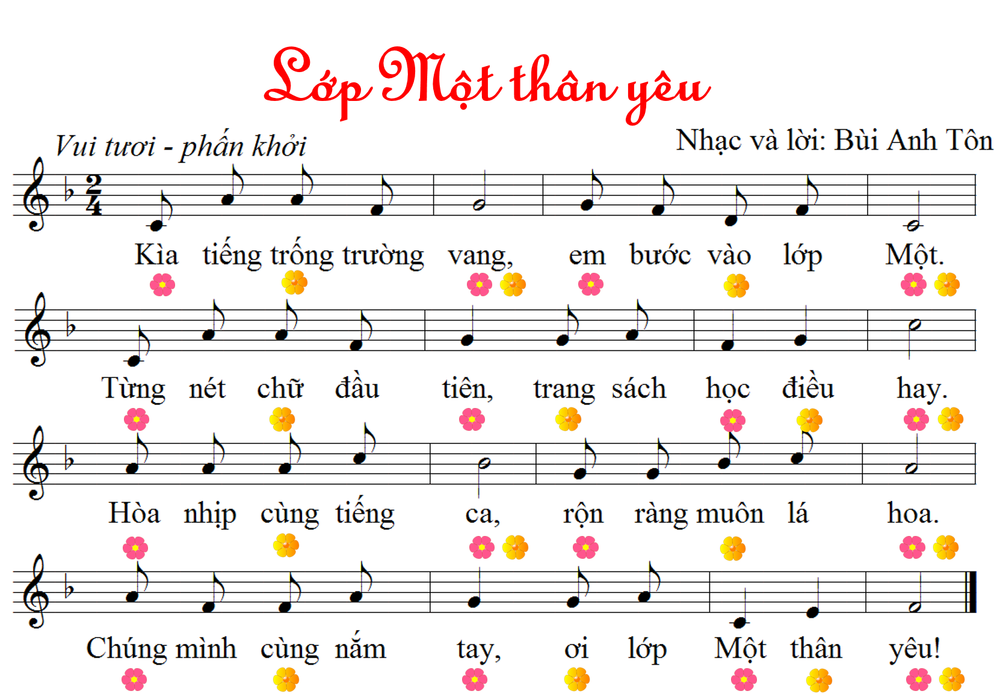 Lớp Một thân yêu
Vui tươi - phấn khởi
Nhạc và lời: Bùi Anh Tôn
2
4
Kìa tiếng trống trường vang, em bước vào lớp Một.
Từng nét chữ đầu tiên, trang sách học điều hay.
Hòa nhịp cùng tiếng ca, rộn ràng muôn lá hoa.
Chúng mình cùng nắm tay, ơi lớp Một thân yêu!